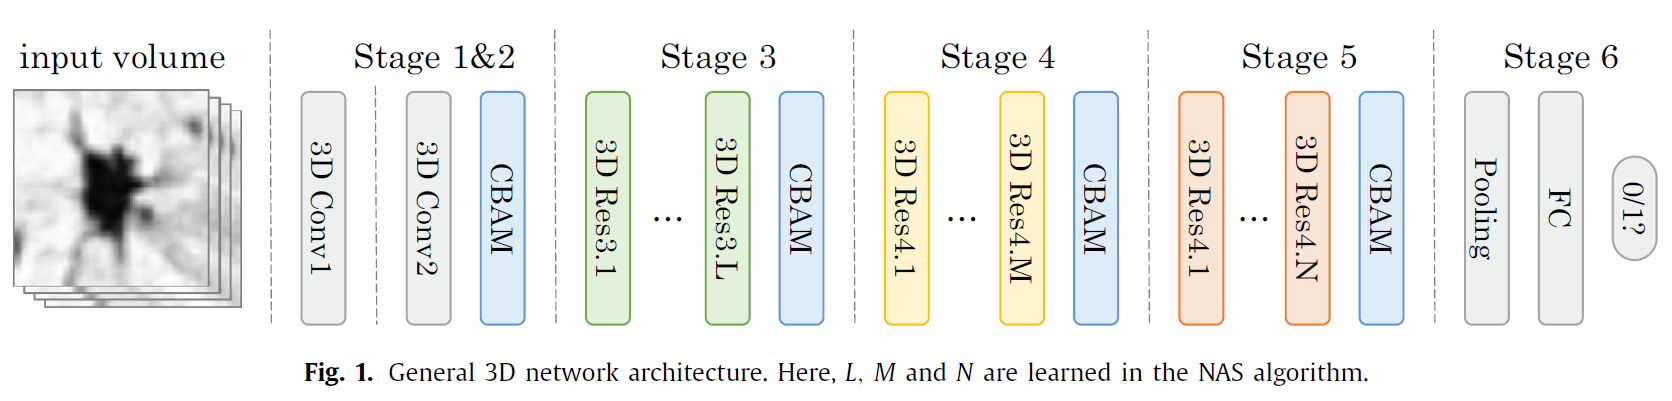 input volume
Stage 1&2
Stage 3
Stage 4
Stage 5
Stage 6
3D Conv1
3D Conv2
CBAM
3D Res3.1
...
3D Res3.L
CBAM
3D Res4.1
...
3D Res4.M
CBAM
3D Res4.1
...
3D Res4.N
CBAM
Pooling
FC
0/1?
Fig. 1. General 3D network architecture. Here, L, M and N are learned in the NAS algorithm.